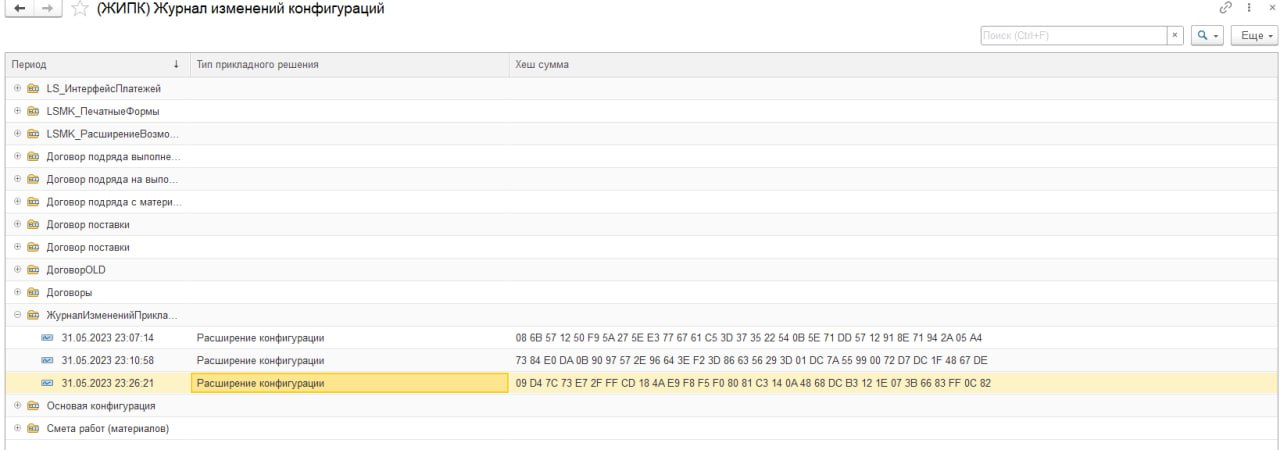 (ЖИПК) Журнал изменений конфигураций
Поиск (Ctrl+F)
Еще
Период Тип прикладного решения Хеш сумма
LS_ИнтерфейсПлатежей
LSMK_ПечатныеФормы
LSMK_РасширениеВозмо...
Договор подряда выполне...
Договор подряда на выпо...
Договор подряда с матери...
Договор поставки
Договор поставки
ДоговорOLD
Договоры
ЖурналИзмененийПрикла...
31.05.2023 23:07:14 Расширение конфигурации 08 6B 57 12 50 F9 5A 27 5E E3 77 67 61 C5 3D 37 35 22 54 0B 5E 71 DD 57 12 91 8E 71 94 2A 05 A4
31.05.2023 23:10:58 Расширение конфигурации 73 84 E0 DA 0B 90 97 57 2E 96 64 3E F2 3D 86 63 56 29 3D 01 DC 7A 55 99 00 72 D7 DC 1F 48 67 DE
31.05.2023 23:26:21 Расширение конфигурации 09 D4 7C 73 E7 2F FF CD 18 4A E9 F8 F5 F0 80 81 C3 14 0A 48 68 DC B3 12 1E 07 3B 66 83 FF 0C 82
Основая конфигурация
Смета работ (материалов)